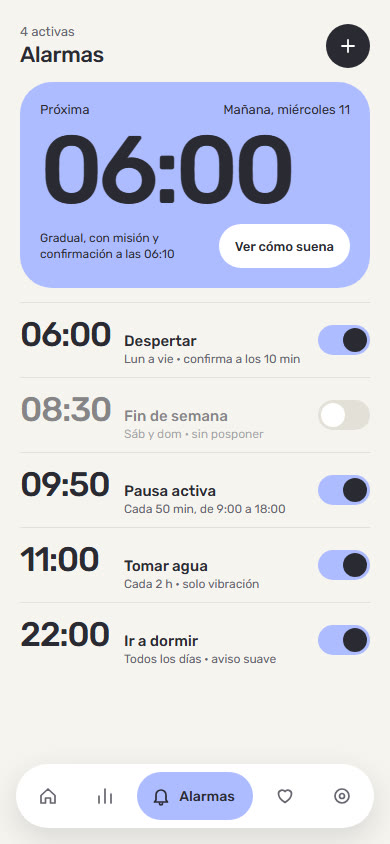 4 activas
Alarmas
Próxima
Mañana, miércoles 11
06:00
Gradual, con misión y
confirmación a las 06:10
Ver cómo suena
06:00
Despertar
Lun a vie • confirma a los 10 min
08:30
Fin de semana
Sáb y dom • sin posponer
09:50
Pausa activa
Cada 50 min, de 9:00 a 18:00
11:00
Tomar agua
Cada 2 h • solo vibración
22:00
Ir a dormir
Todos los días • aviso suave
Alarmas